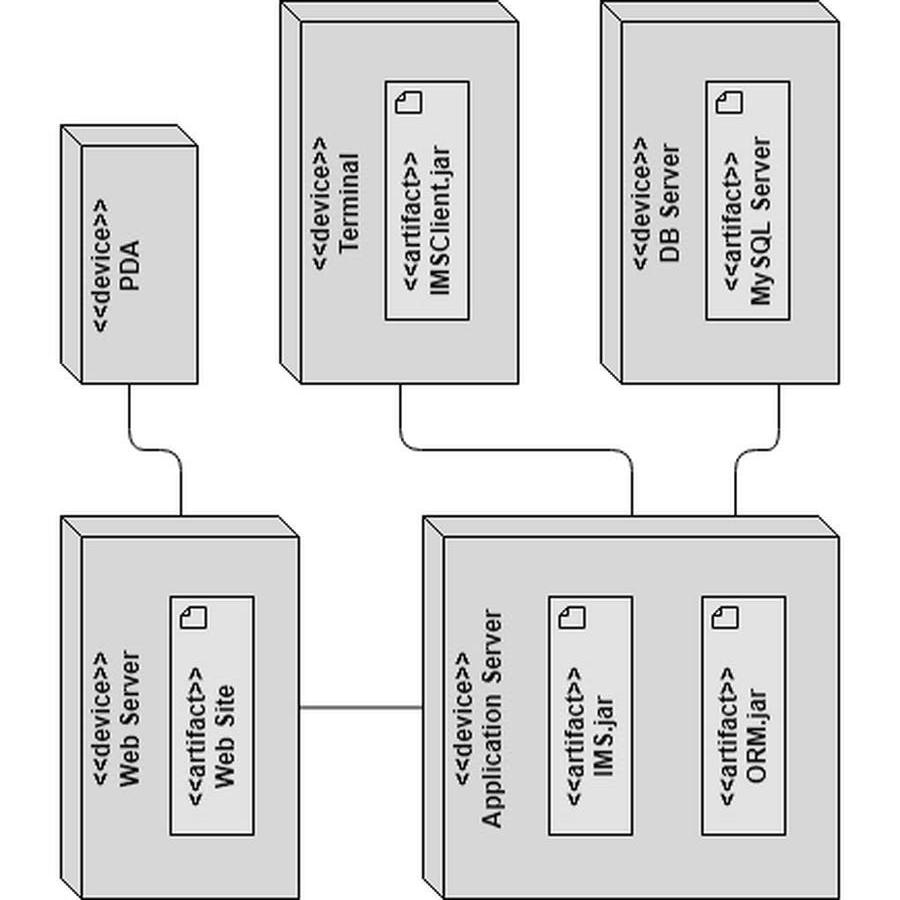 <<device>>
Web Server
<<artifact>>
Web Site
<<device>>
PDA
<<device>>
Terminal
<<artifact>>
IMSClient.jar
<<device>>
Application Server
<<artifact>>
IMS.jar
<<artifact>>
ORM.jar
<<device>>
DB Server
<<artifact>>
MySQL Server